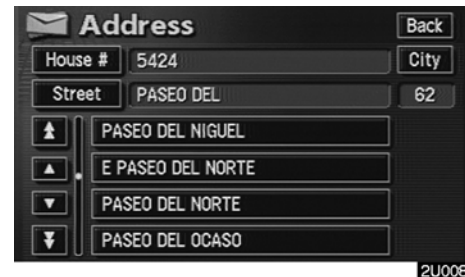 Address Back
House # 5424 City
Street PASEO DEL 62
PASEO DEL NIGUEL
E PASEO DEL NORTE
PASEO DEL NORTE
PASEO DEL OCASO
2U008